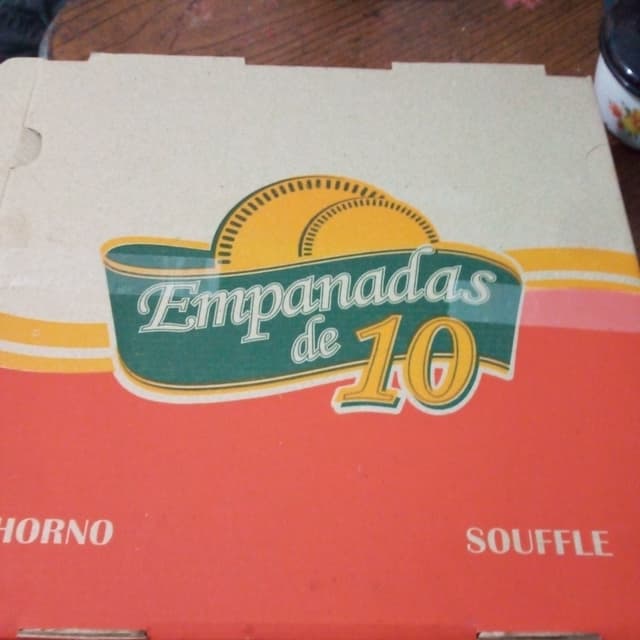 Empanadas
de 10
HORNO
SOUFFLE